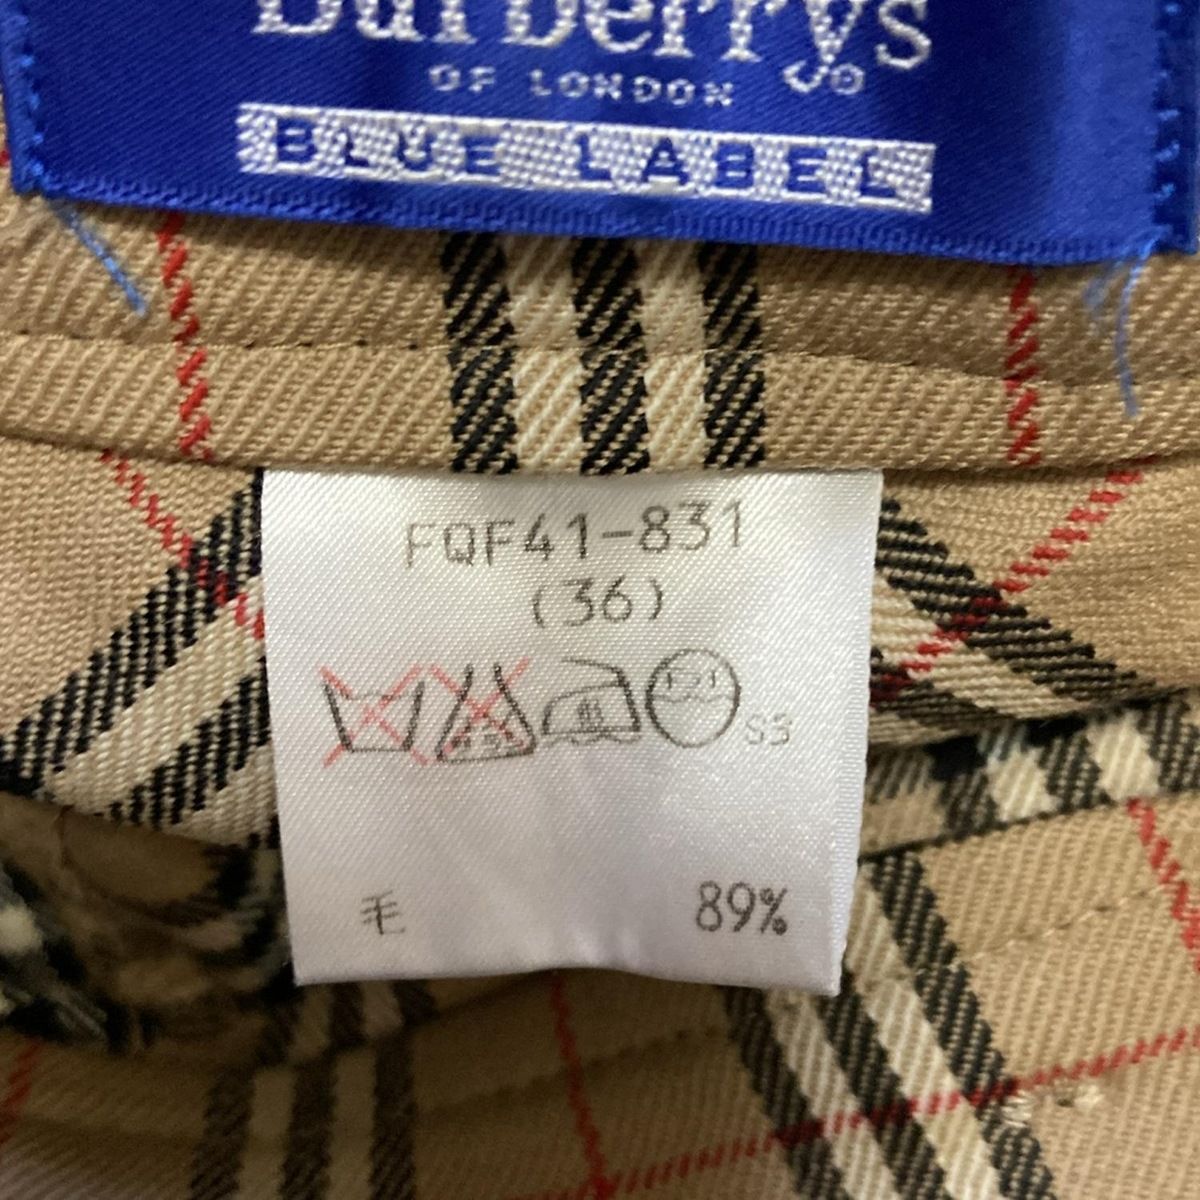 Burberrys
OF LONDON
BLUE LABEL
FQF41-831
(36)
S3
毛 89%